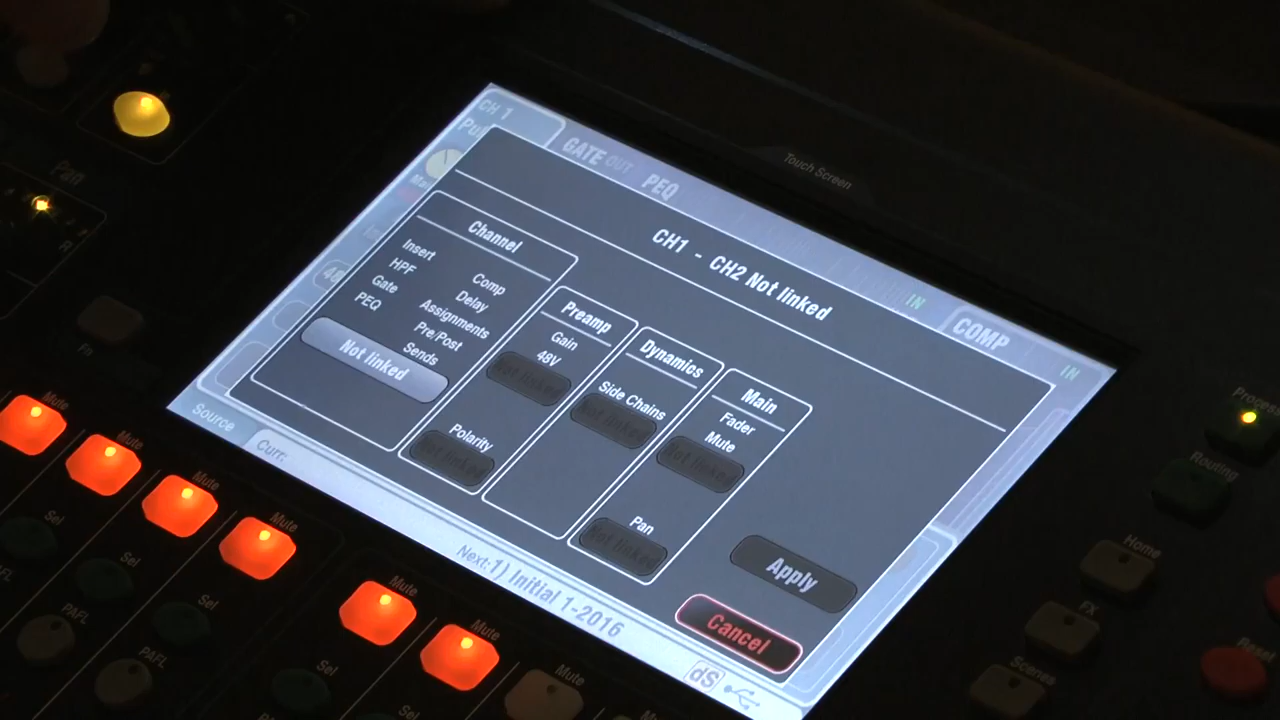 Touch Screen
CH 1
GATE OUT
PEQ
IN
COMP
IN
CH1 - CH2 Not linked
Channel
Insert
HPF
Gate
PEQ
Comp
Delay
Assignments
Pre/Post
Sends
Not linked
Preamp
Gain
48V
Not linked
Polarity
Not linked
Dynamics
Side Chains
Not linked
Main
Fader
Mute
Not linked
Pan
Not linked
Apply
Cancel
Source
Curr:
Next:1) Initial 1-2016
dS
Pan
R
Mute
Mute
Mute
Mute
Mute
Mute
Mute
Sel
Sel
Sel
Sel
Sel
PAFL
PAFL
Routing
Home
FX
Scenes
Reset